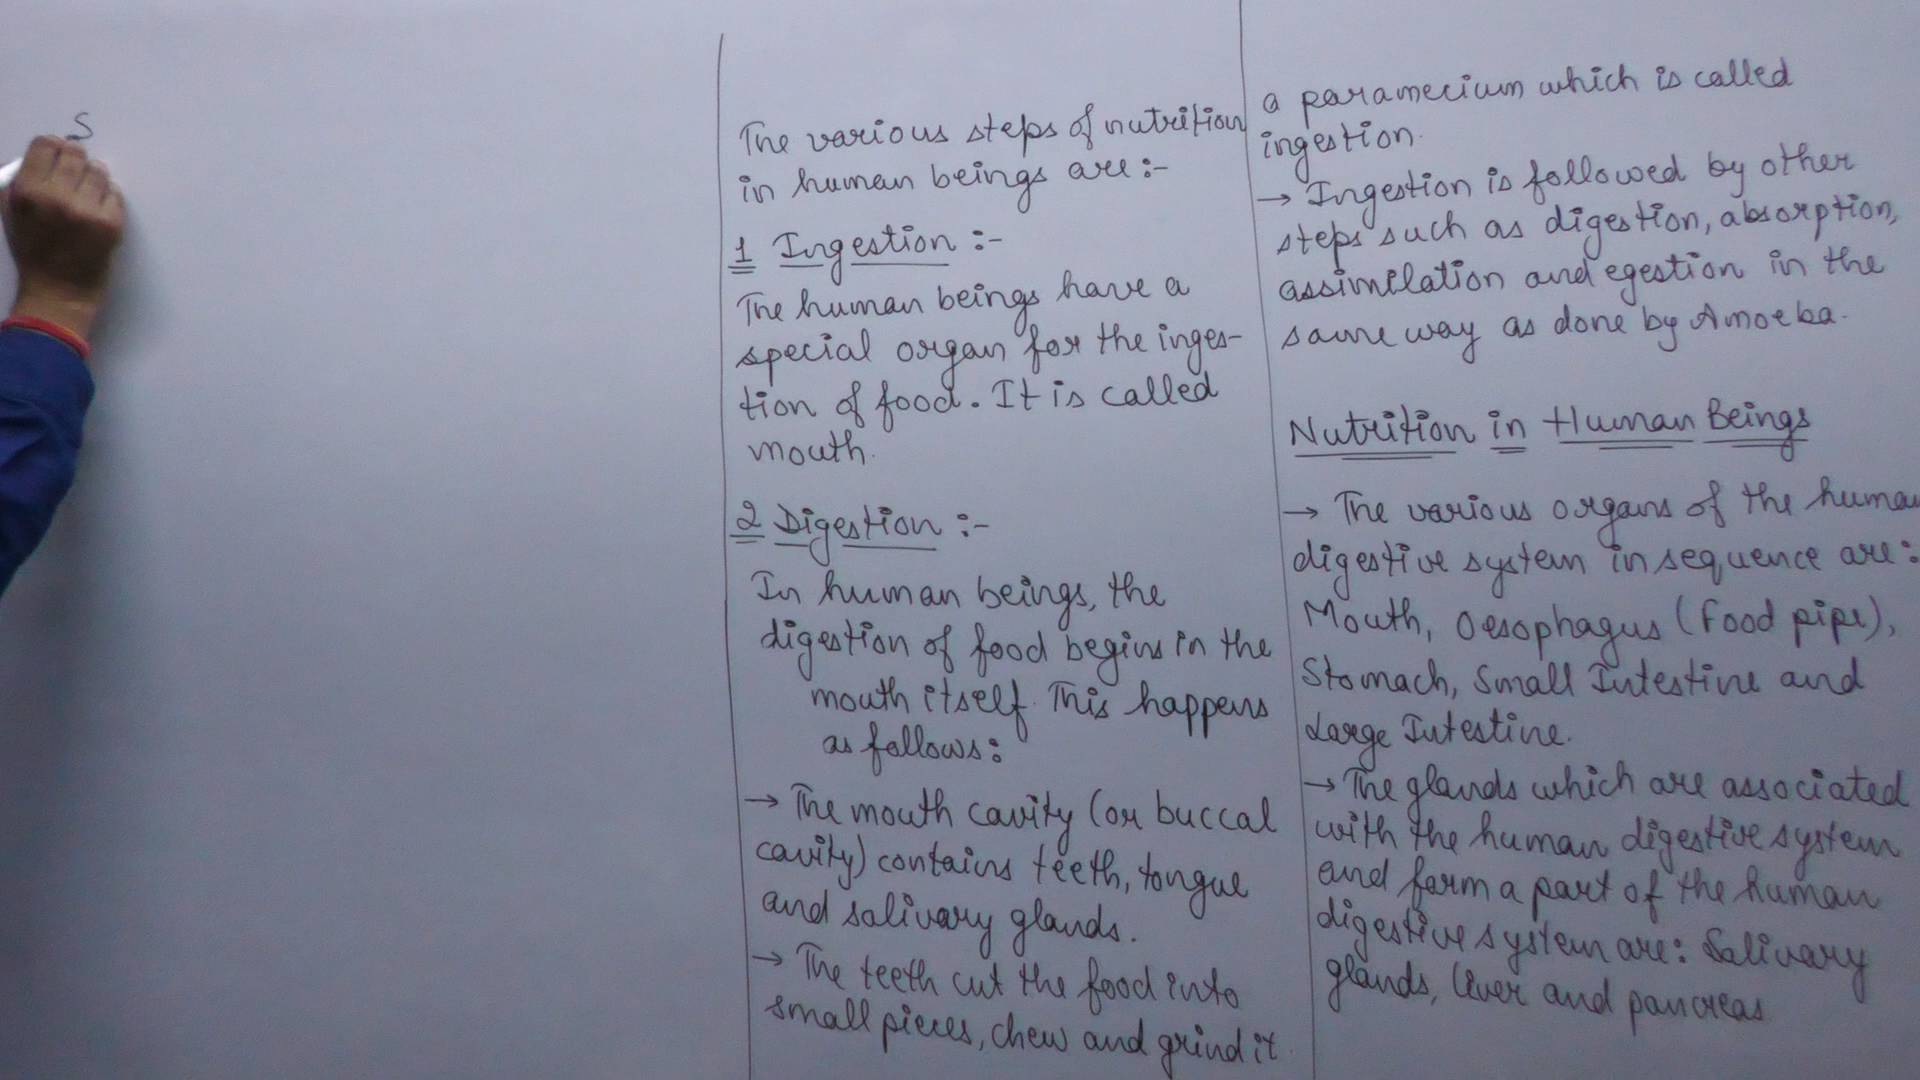 S
The various steps of nutrition
in human beings are :-
1 Ingestion :-
The human beings have a
special organ for the inges-
tion of food. It is called
mouth.
2 Digestion :-
In human beings, the
digestion of food begins in the
mouth itself. This happens
as follows:
→ The mouth cavity (or buccal
cavity) contains teeth, tongue
and salivary glands.
→ The teeth cut the food into
small pieces, chew and grind it.
a paramecium which is called
ingestion.
→ Ingestion is followed by other
steps such as digestion, absorption,
assimilation and egestion in the
same way as done by Amoeba.
Nutrition in Human Beings
→ The various organs of the human
digestive system in sequence are:
Mouth, Oesophagus (Food pipe),
Stomach, Small Intestine and
Large Intestine.
→ The glands which are associated
with the human digestive system
and form a part of the human
digestive system are: Salivary
glands, liver and pancreas.